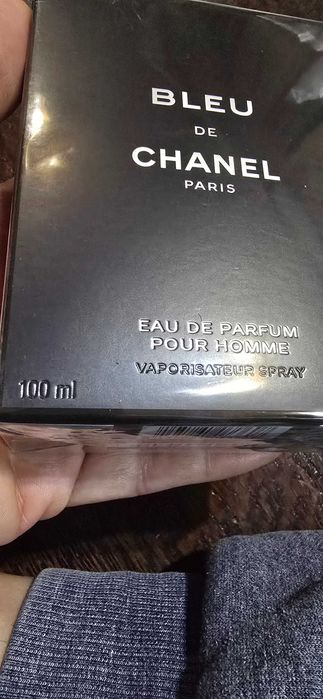 BLEU
DE
CHANEL
PARIS
EAU DE PARFUM
POUR HOMME
VAPORISATEUR SPRAY
100 ml